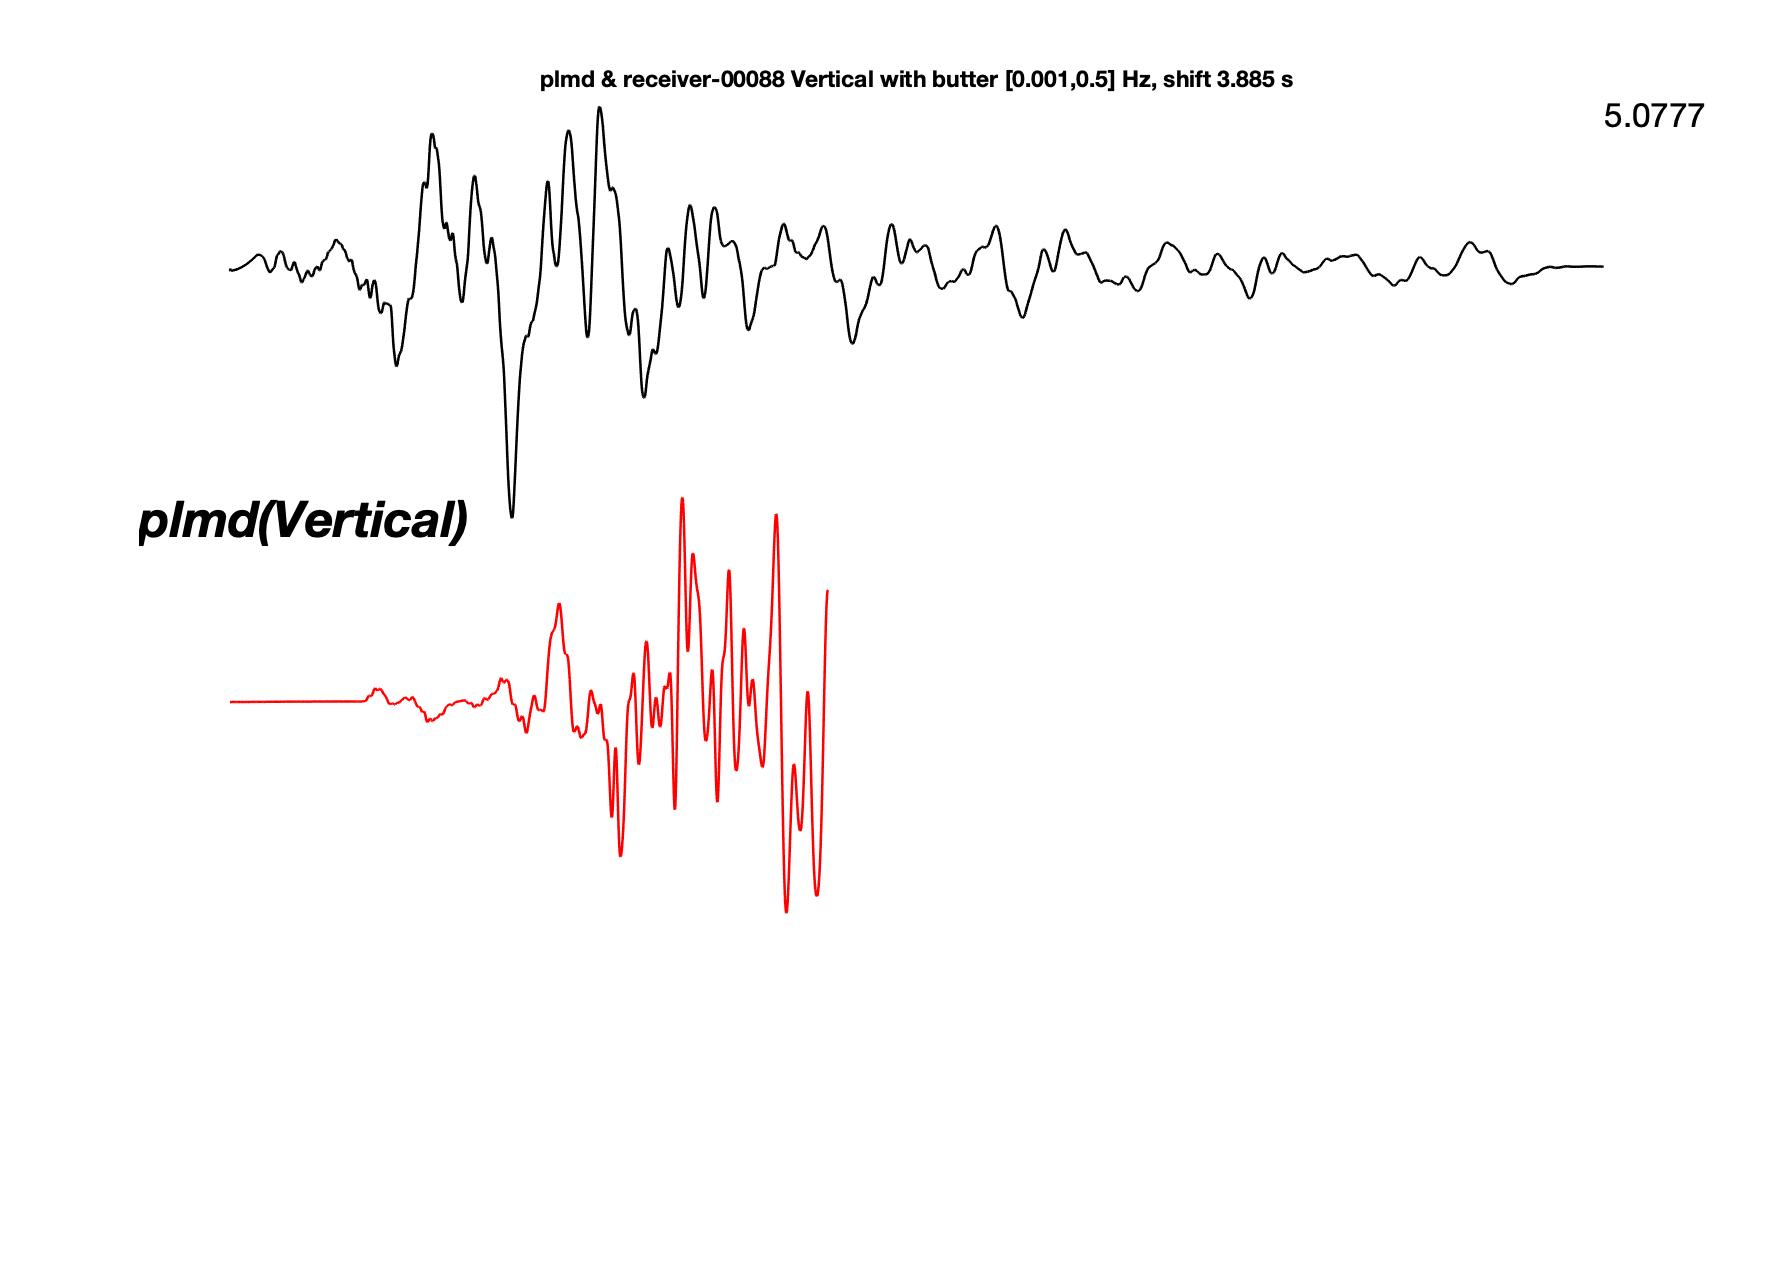 plmd & receiver-00088 Vertical with butter [0.001,0.5] Hz, shift 3.885 s
5.0777
plmd(Vertical)